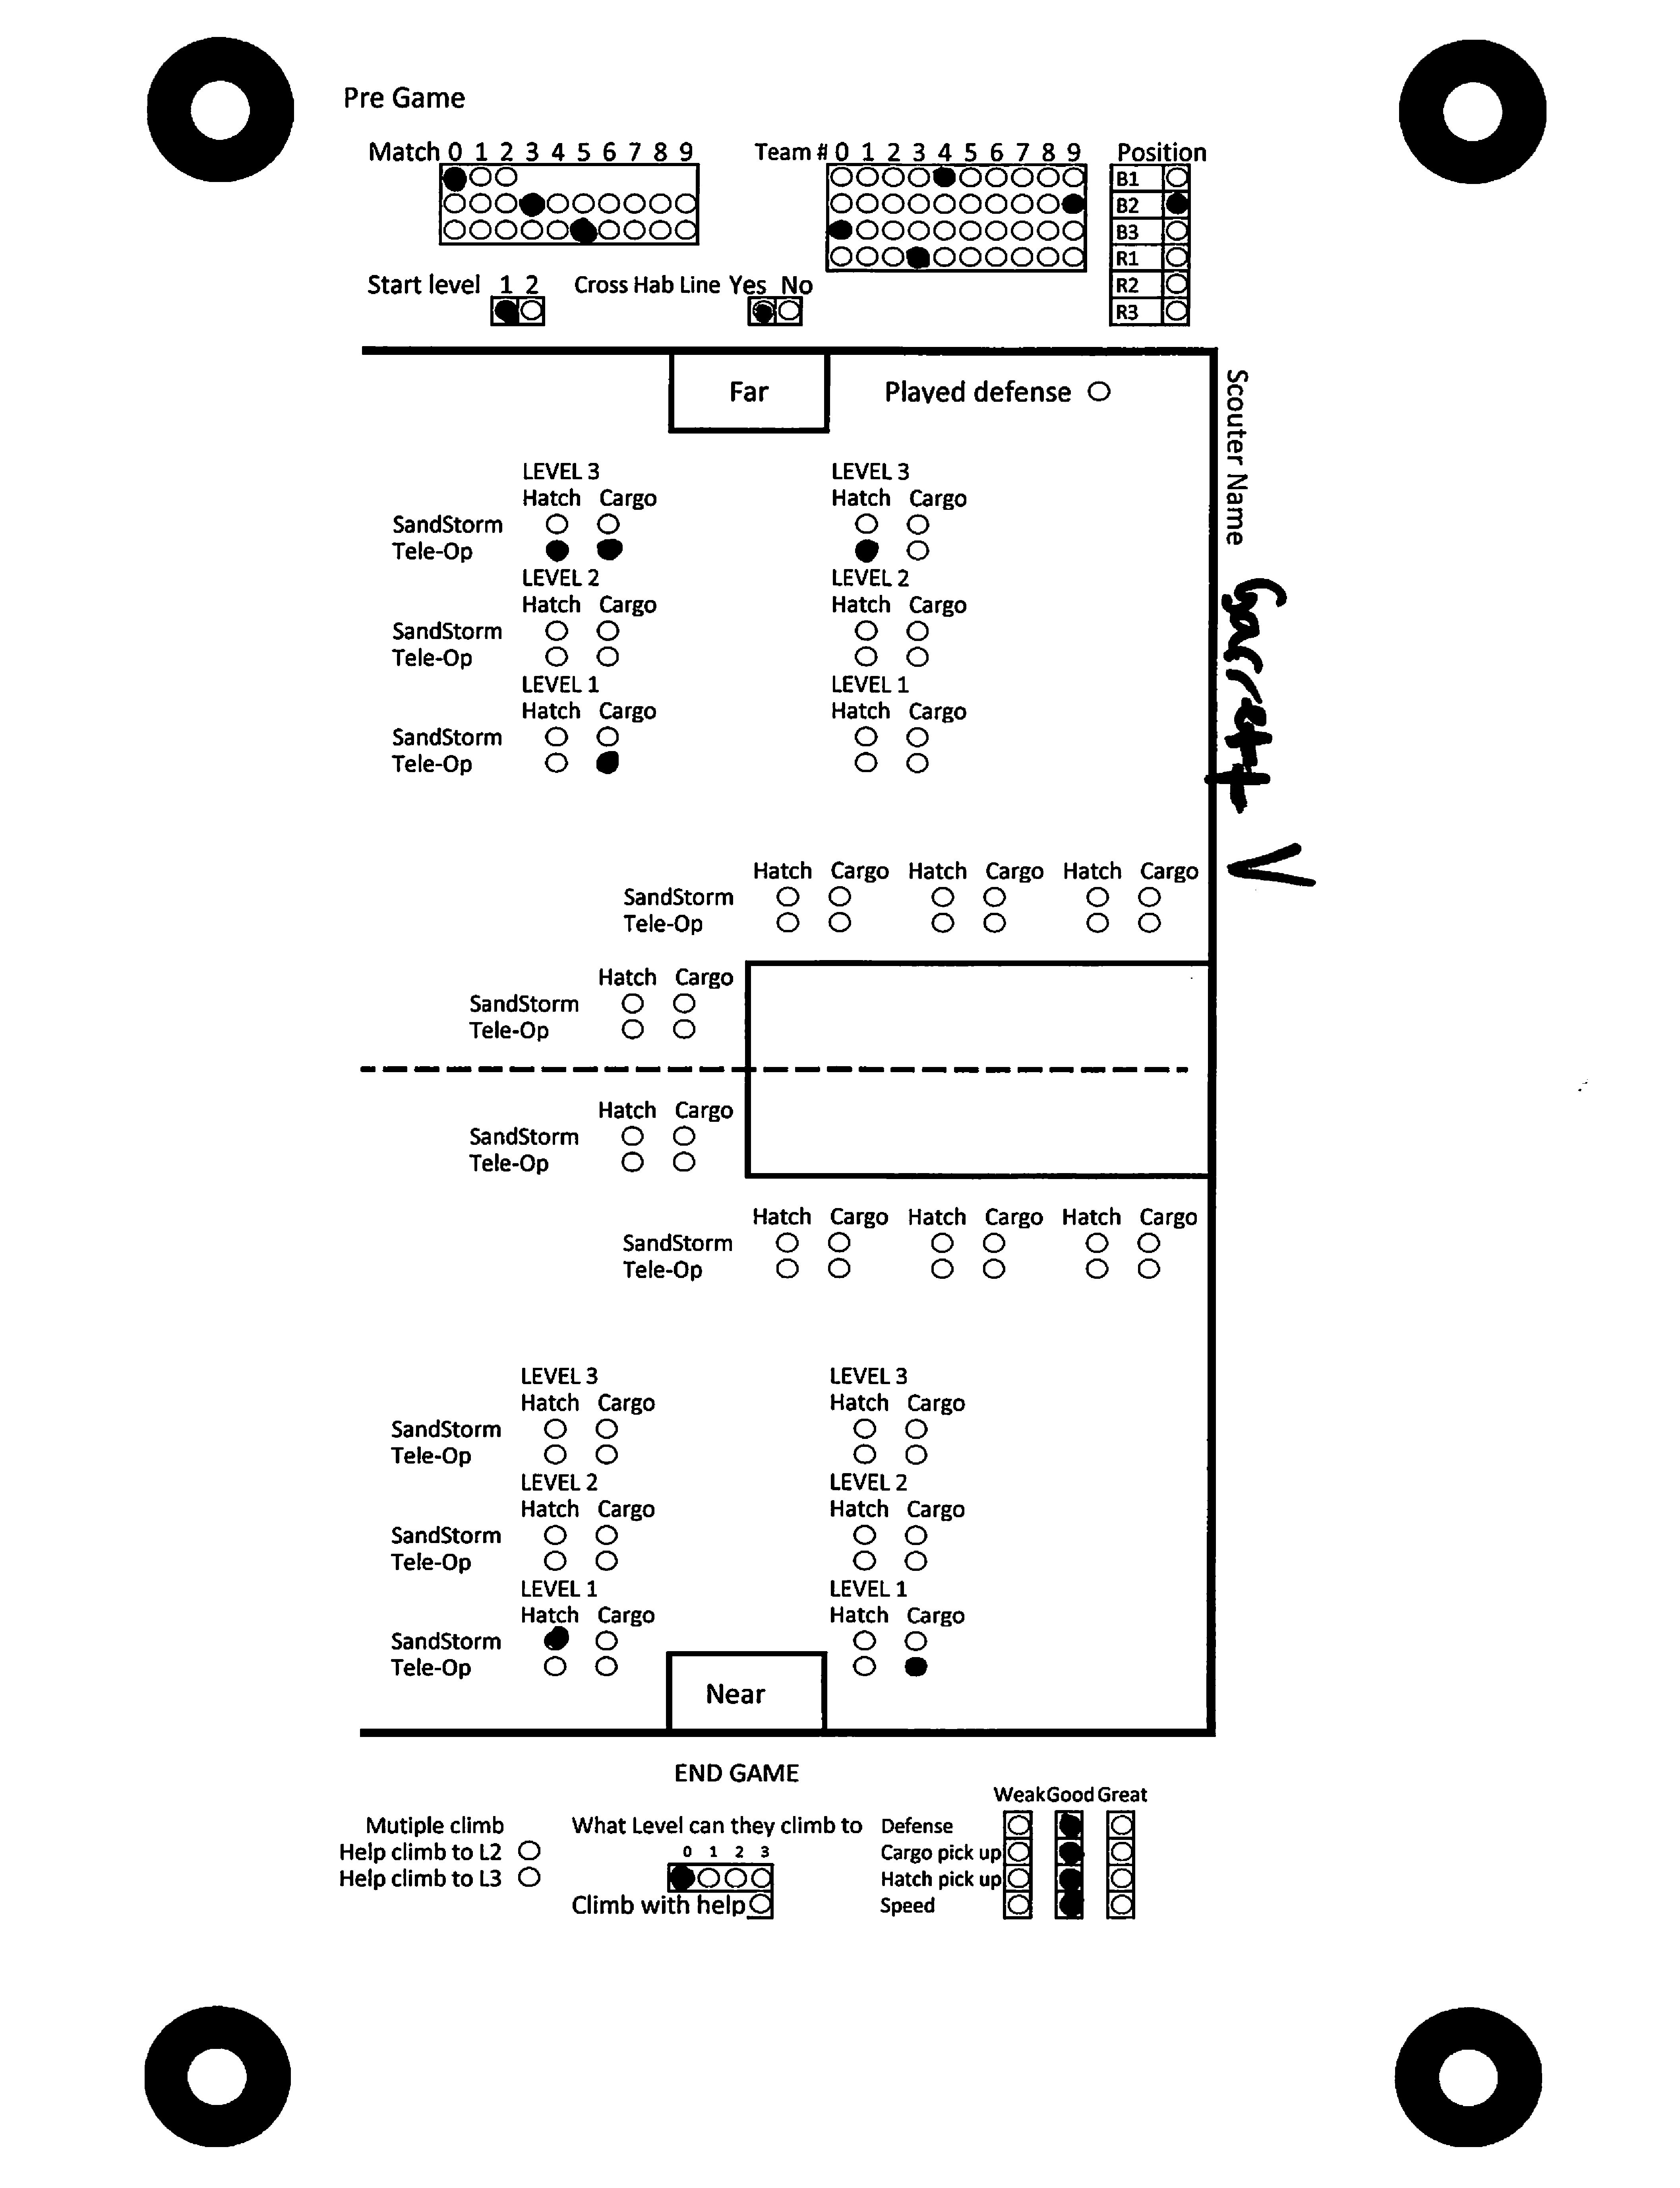 Pre Game
Match 0 1 2 3 4 5 6 7 8 9
Team # 0 1 2 3 4 5 6 7 8 9
Position
B1
B2
B3
R1
R2
R3
Start level 1 2
Cross Hab Line Yes No
Far
Played defense
Scouter Name
Garrett V
LEVEL 3 LEVEL 3
Hatch Cargo Hatch Cargo
SandStorm
Tele-Op
LEVEL 2 LEVEL 2
Hatch Cargo Hatch Cargo
SandStorm
Tele-Op
LEVEL 1 LEVEL 1
Hatch Cargo Hatch Cargo
SandStorm
Tele-Op
Hatch Cargo Hatch Cargo Hatch Cargo
SandStorm
Tele-Op
Hatch Cargo
SandStorm
Tele-Op
Hatch Cargo
SandStorm
Tele-Op
Hatch Cargo Hatch Cargo Hatch Cargo
SandStorm
Tele-Op
LEVEL 3 LEVEL 3
Hatch Cargo Hatch Cargo
SandStorm
Tele-Op
LEVEL 2 LEVEL 2
Hatch Cargo Hatch Cargo
SandStorm
Tele-Op
LEVEL 1 LEVEL 1
Hatch Cargo Hatch Cargo
SandStorm
Tele-Op
Near
END GAME
Mutiple climb
Help climb to L2
Help climb to L3
What Level can they climb to
0 1 2 3
Climb with help
Weak Good Great
Defense
Cargo pick up
Hatch pick up
Speed